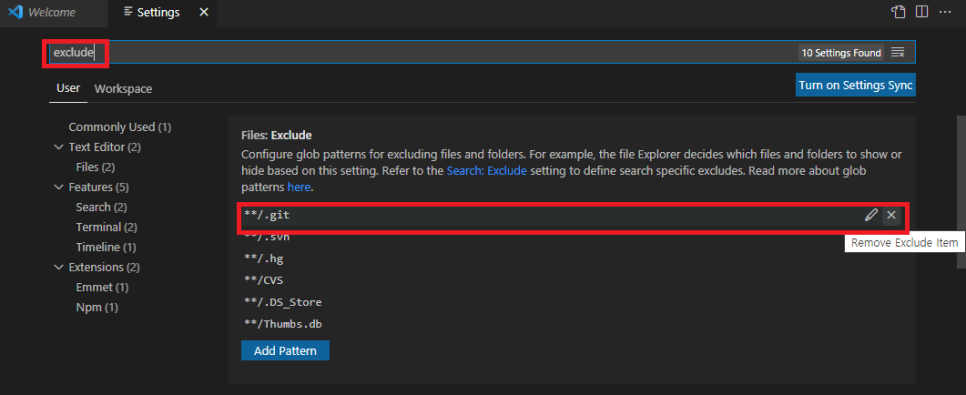 Welcome
Settings
exclude
10 Settings Found
User
Workspace
Turn on Settings Sync
Commonly Used (1)
Text Editor (2)
Files (2)
Features (5)
Search (2)
Terminal (2)
Timeline (1)
Extensions (2)
Emmet (1)
Npm (1)
Files: Exclude
Configure glob patterns for excluding files and folders. For example, the file Explorer decides which files and folders to show or
hide based on this setting. Refer to the Search: Exclude setting to define search specific excludes. Read more about glob
patterns here.
**/.git
Remove Exclude Item
**/.svn
**/.hg
**/CVS
**/.DS_Store
**/Thumbs.db
Add Pattern